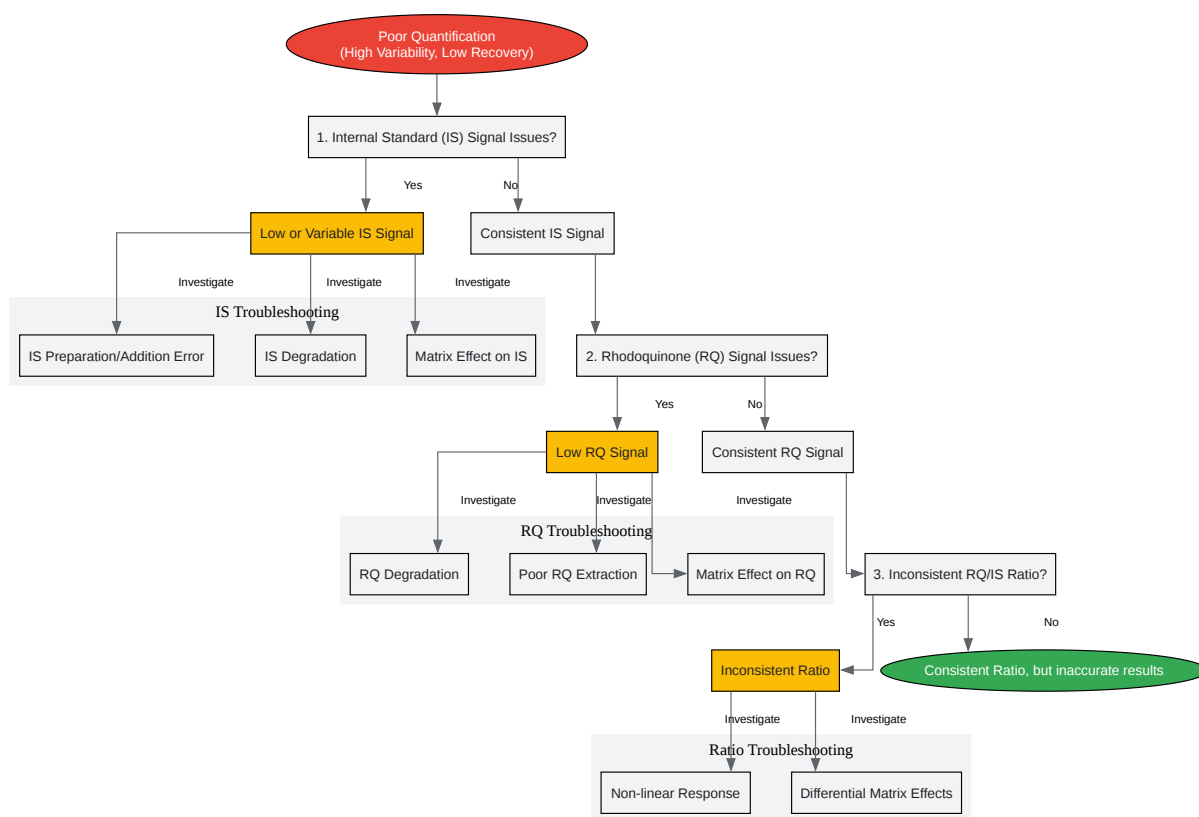 Poor Quantification
(High Variability, Low Recovery)
1. Internal Standard (IS) Signal Issues?
Yes
No
Low or Variable IS Signal
Consistent IS Signal
Investigate
Investigate
Investigate
IS Troubleshooting
IS Preparation/Addition Error
IS Degradation
Matrix Effect on IS
2. Rhodoquinone (RQ) Signal Issues?
Yes
No
Low RQ Signal
Consistent RQ Signal
Investigate
Investigate
Investigate
RQ Troubleshooting
RQ Degradation
Poor RQ Extraction
Matrix Effect on RQ
3. Inconsistent RQ/IS Ratio?
Yes
No
Inconsistent Ratio
Consistent Ratio, but inaccurate results
Investigate
Investigate
Ratio Troubleshooting
Non-linear Response
Differential Matrix Effects